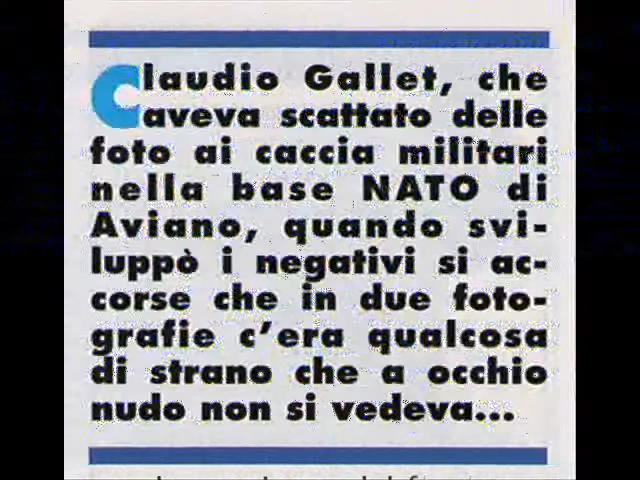 Claudio Gallet, che
aveva scattato delle
foto ai caccia militari
nella base NATO di
Aviano, quando svi-
luppò i negativi si ac-
corse che in due foto-
grafie c'era qualcosa
di strano che a occhio
nudo non si vedeva...